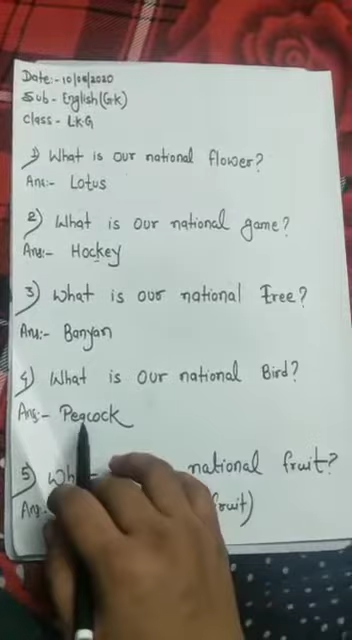 Date:- 10/08/2020
Sub - English (GK)
Class - LKG
1) What is our national flower?
Ans:- Lotus
2) What is our national game?
Ans:- Hockey
3) What is our national Tree?
Ans:- Banyan
4) What is our national Bird?
Ans:- Peacock
5) national fruit?
Ans fruit)